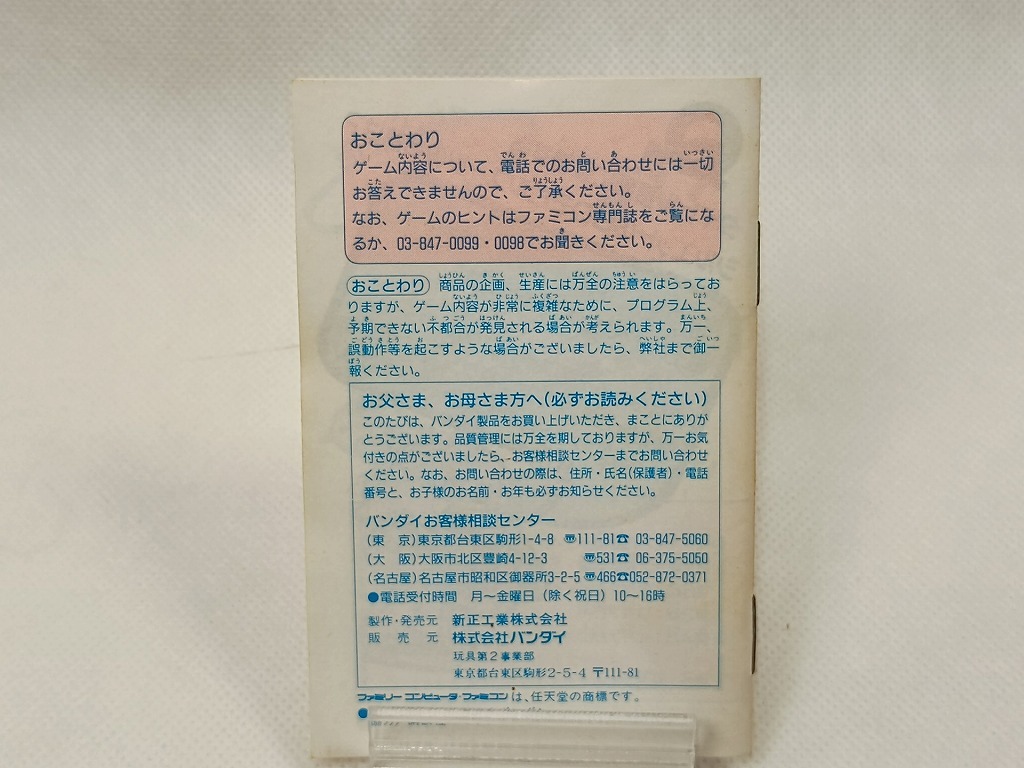 おことわり
ゲーム内容について、電話でのお問い合わせには一切
お答えできませんので、ご了承ください。
なお、ゲームのヒントはファミコン専門誌をご覧にな
るか、03-847-0099・0098でお聞きください。
おことわり 商品の企画、生産には万全の注意をはらってお
りますが、ゲーム内容が非常に複雑なために、プログラム上、
予期できない不都合が発見される場合が考えられます。万一、
誤動作等を起こすような場合がございましたら、弊社まで御一
報ください。
お父さま、お母さま方へ(必ずお読みください)
このたびは、バンダイ製品をお買い上げいただき、まことにありが
とうございます。品質管理には万全を期しておりますが、万一お気
付きの点がございましたら、お客様相談センターまでお問い合わせ
ください。なお、お問い合わせの際は、住所・氏名(保護者)・電話
番号と、お子様のお名前・お年も必ずお知らせください。
バンダイお客様相談センター
(東 京)東京都台東区駒形1-4-8 〠111-81☎ 03-847-5060
(大 阪)大阪市北区豊崎4-12-3 〠531☎ 06-375-5050
(名古屋)名古屋市昭和区御器所3-2-5 〠466☎052-872-0371
●電話受付時間 月〜金曜日(除く祝日)10〜16時
製作・発売元 新正工業株式会社
販売元 株式会社バンダイ
玩具第2事業部
東京都台東区駒形2-5-4 〒111-81
ファミリーコンピュータ・ファミコンは、任天堂の商標です。